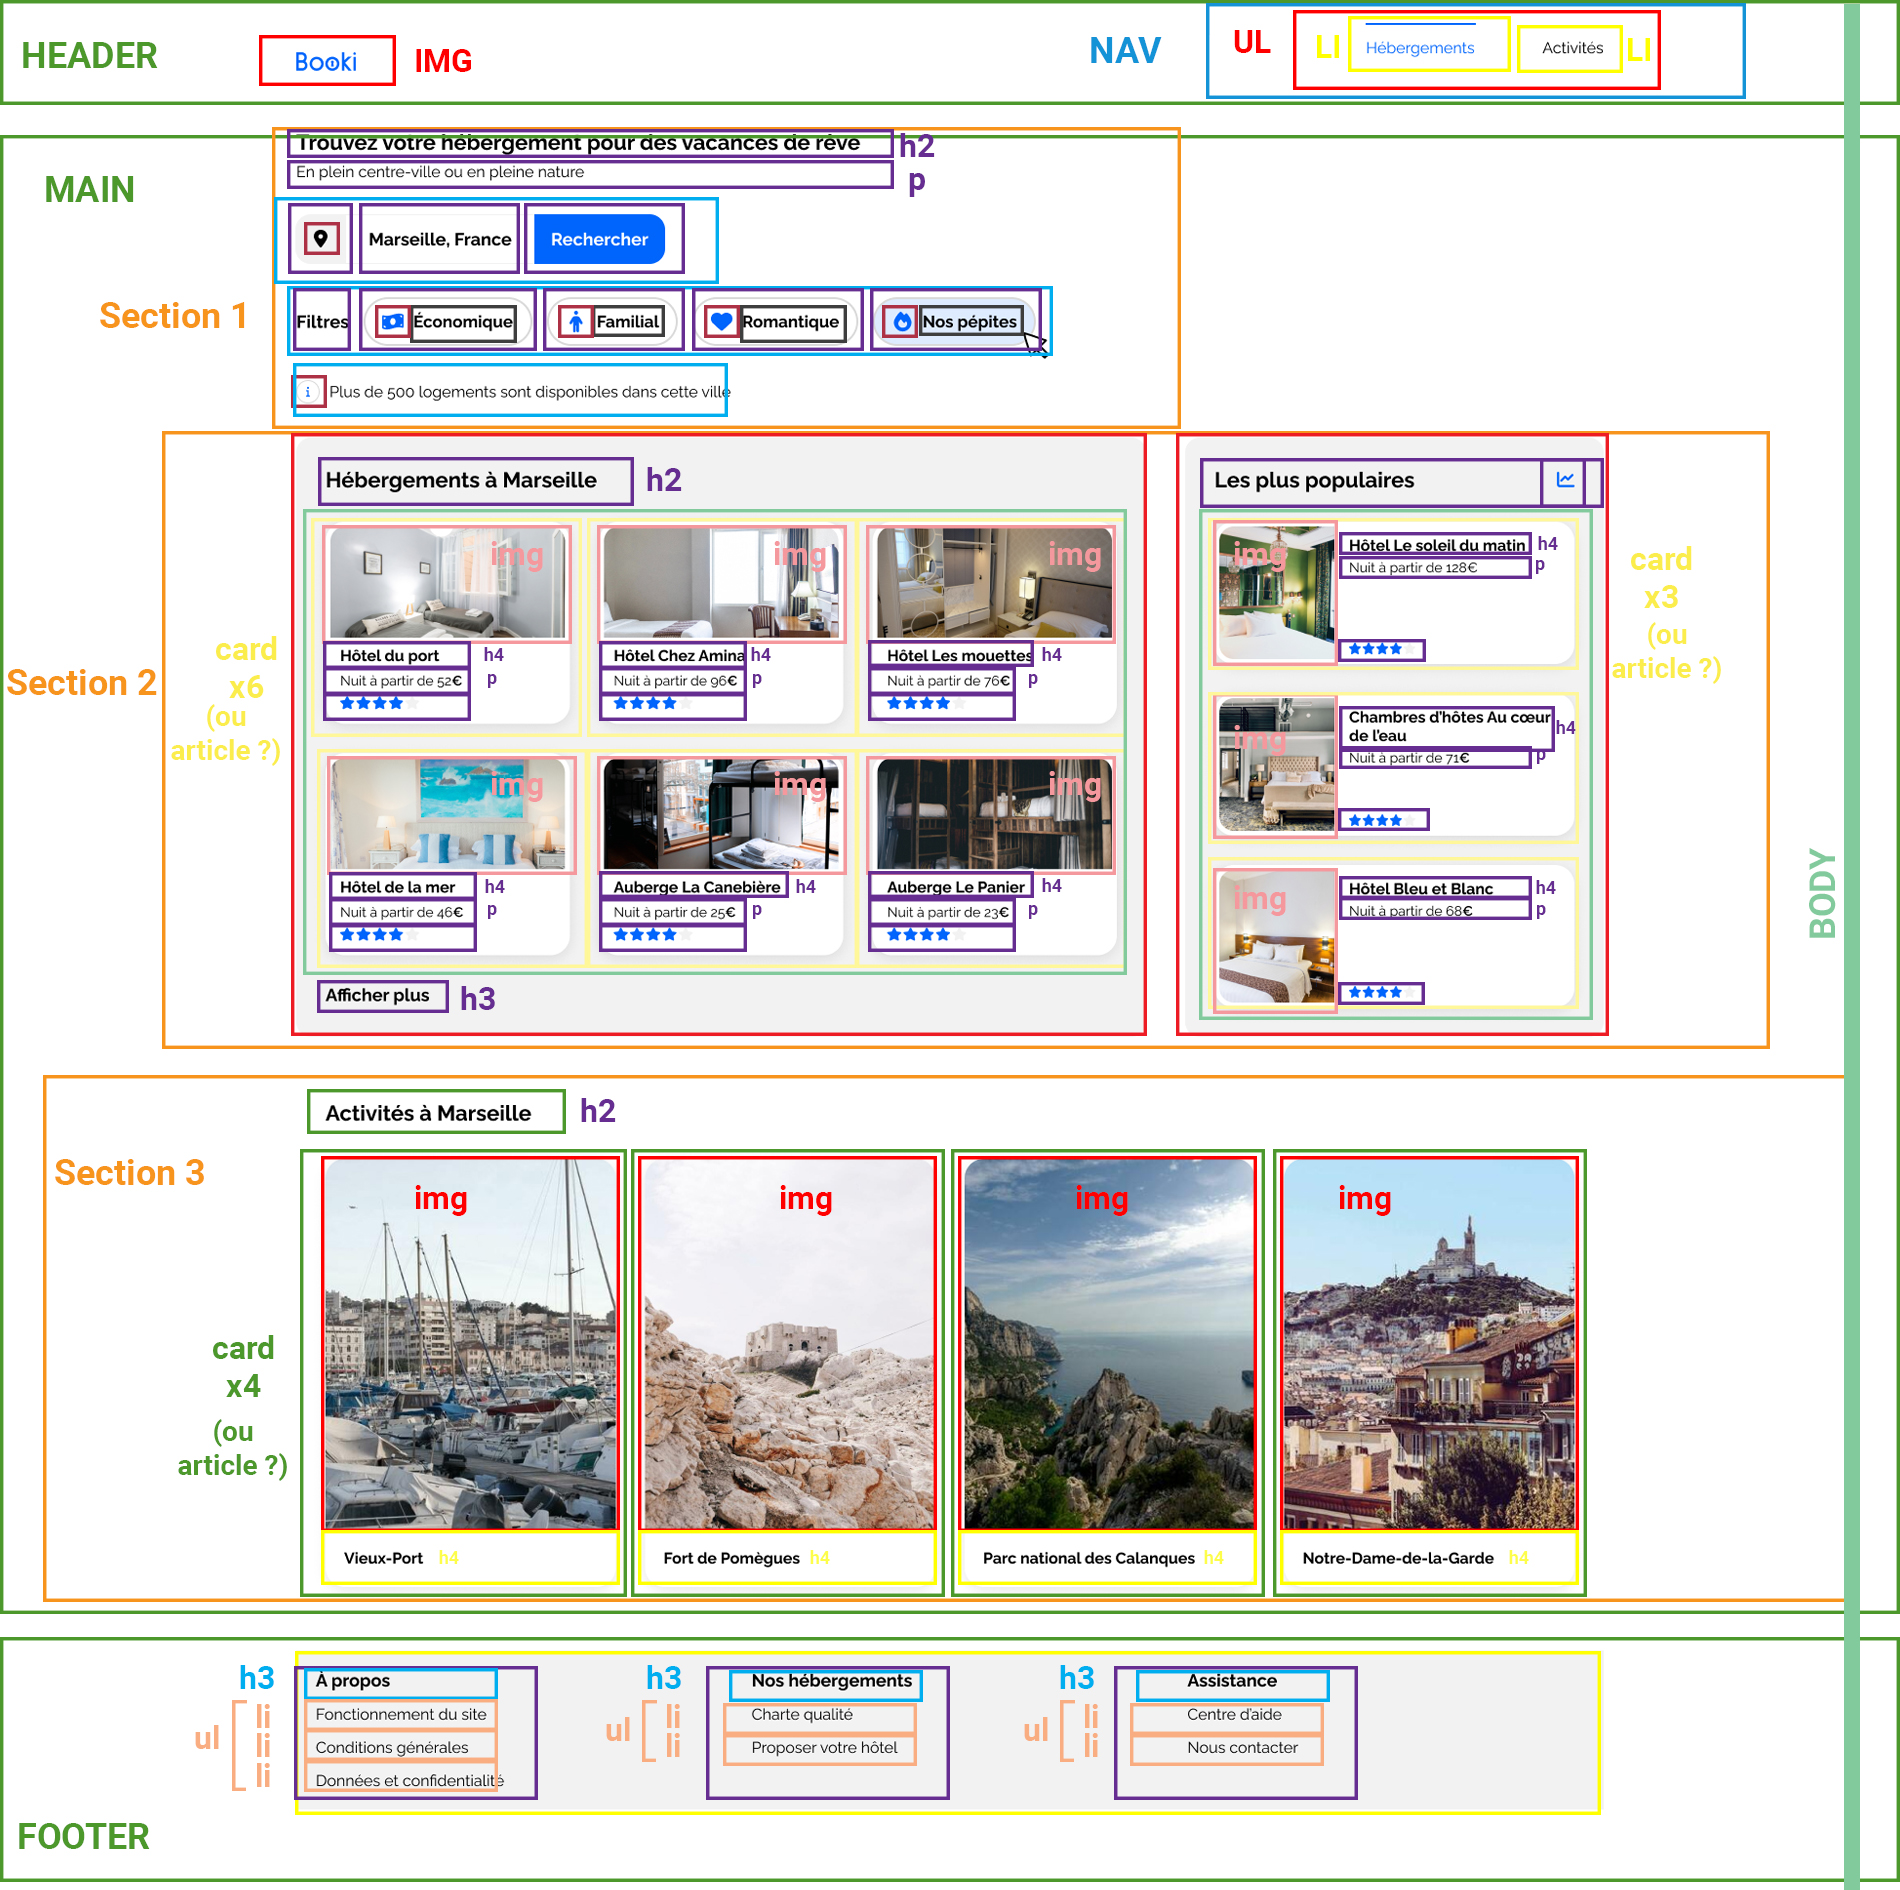 HEADER
Booki
IMG
NAV
UL
LI
Hébergements
Activités
LI
Trouvez votre hébergement pour des vacances de rêve
h2
En plein centre-ville ou en pleine nature
p
MAIN
Marseille, France
Rechercher
Section 1
Filtres
Économique
Familial
Romantique
Nos pépites
i
Plus de 500 logements sont disponibles dans cette ville
Section 2
card
x6
(ou
article ?)
Hébergements à Marseille
h2
img
img
img
Hôtel du port
h4
Hôtel Chez Amina
h4
Hôtel Les mouettes
h4
Nuit à partir de 52€
p
Nuit à partir de 96€
p
Nuit à partir de 76€
p
img
img
img
Hôtel de la mer
h4
Auberge La Canebière
h4
Auberge Le Panier
h4
Nuit à partir de 46€
p
Nuit à partir de 25€
p
Nuit à partir de 23€
p
Afficher plus
h3
Les plus populaires
img
Hôtel Le soleil du matin
h4
Nuit à partir de 128€
p
card
x3
(ou
article ?)
img
Chambres d'hôtes Au cœur
de l'eau
h4
Nuit à partir de 71€
p
img
Hôtel Bleu et Blanc
h4
Nuit à partir de 68€
p
BODY
Activités à Marseille
h2
Section 3
card
x4
(ou
article ?)
img
img
img
img
Vieux-Port
h4
Fort de Pomègues
h4
Parc national des Calanques
h4
Notre-Dame-de-la-Garde
h4
h3
À propos
ul
li
Fonctionnement du site
li
Conditions générales
li
Données et confidentialité
h3
Nos hébergements
ul
li
Charte qualité
li
Proposer votre hôtel
h3
Assistance
ul
li
Centre d'aide
li
Nous contacter
FOOTER